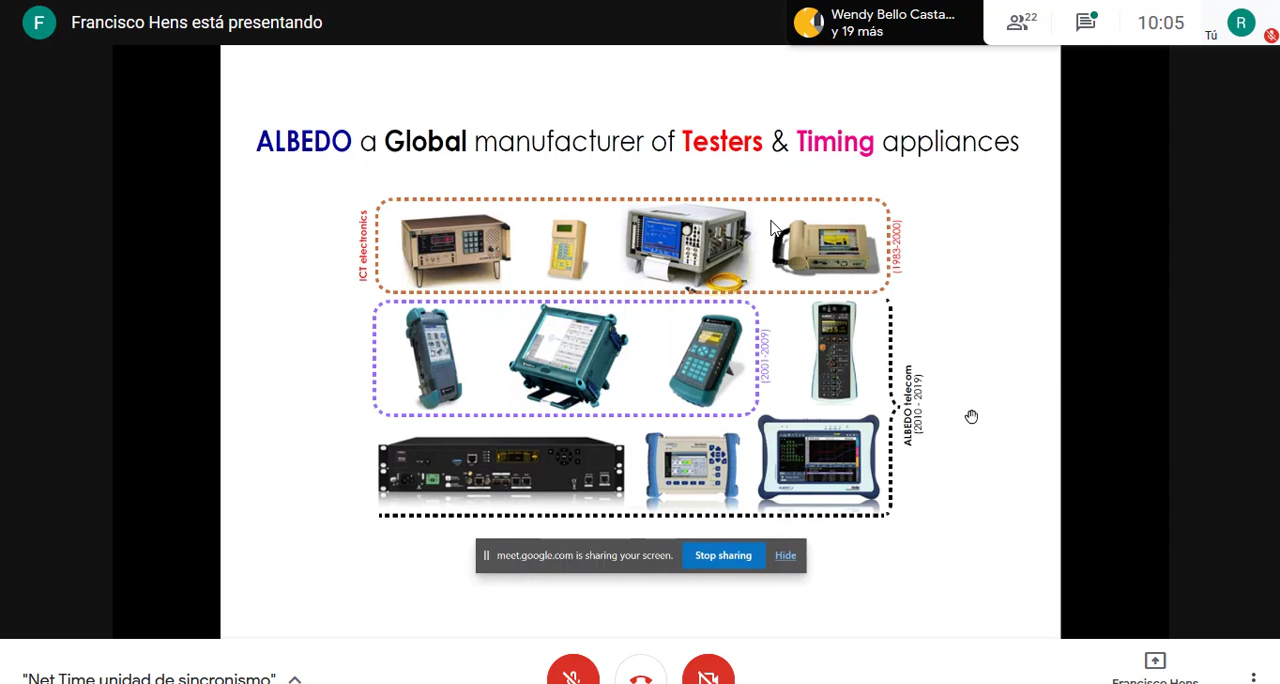 F
Francisco Hens está presentando
Wendy Bello Casta...
y 19 más
22
10:05
Tú
R
ALBEDO a Global manufacturer of Testers & Timing appliances
ICT electronics
(1983-2000)
(2001-2009)
ALBEDO telecom
(2010 - 2019)
meet.google.com is sharing your screen.
Stop sharing
Hide
"Net Time unidad de sincronismo"
Francisco Hens